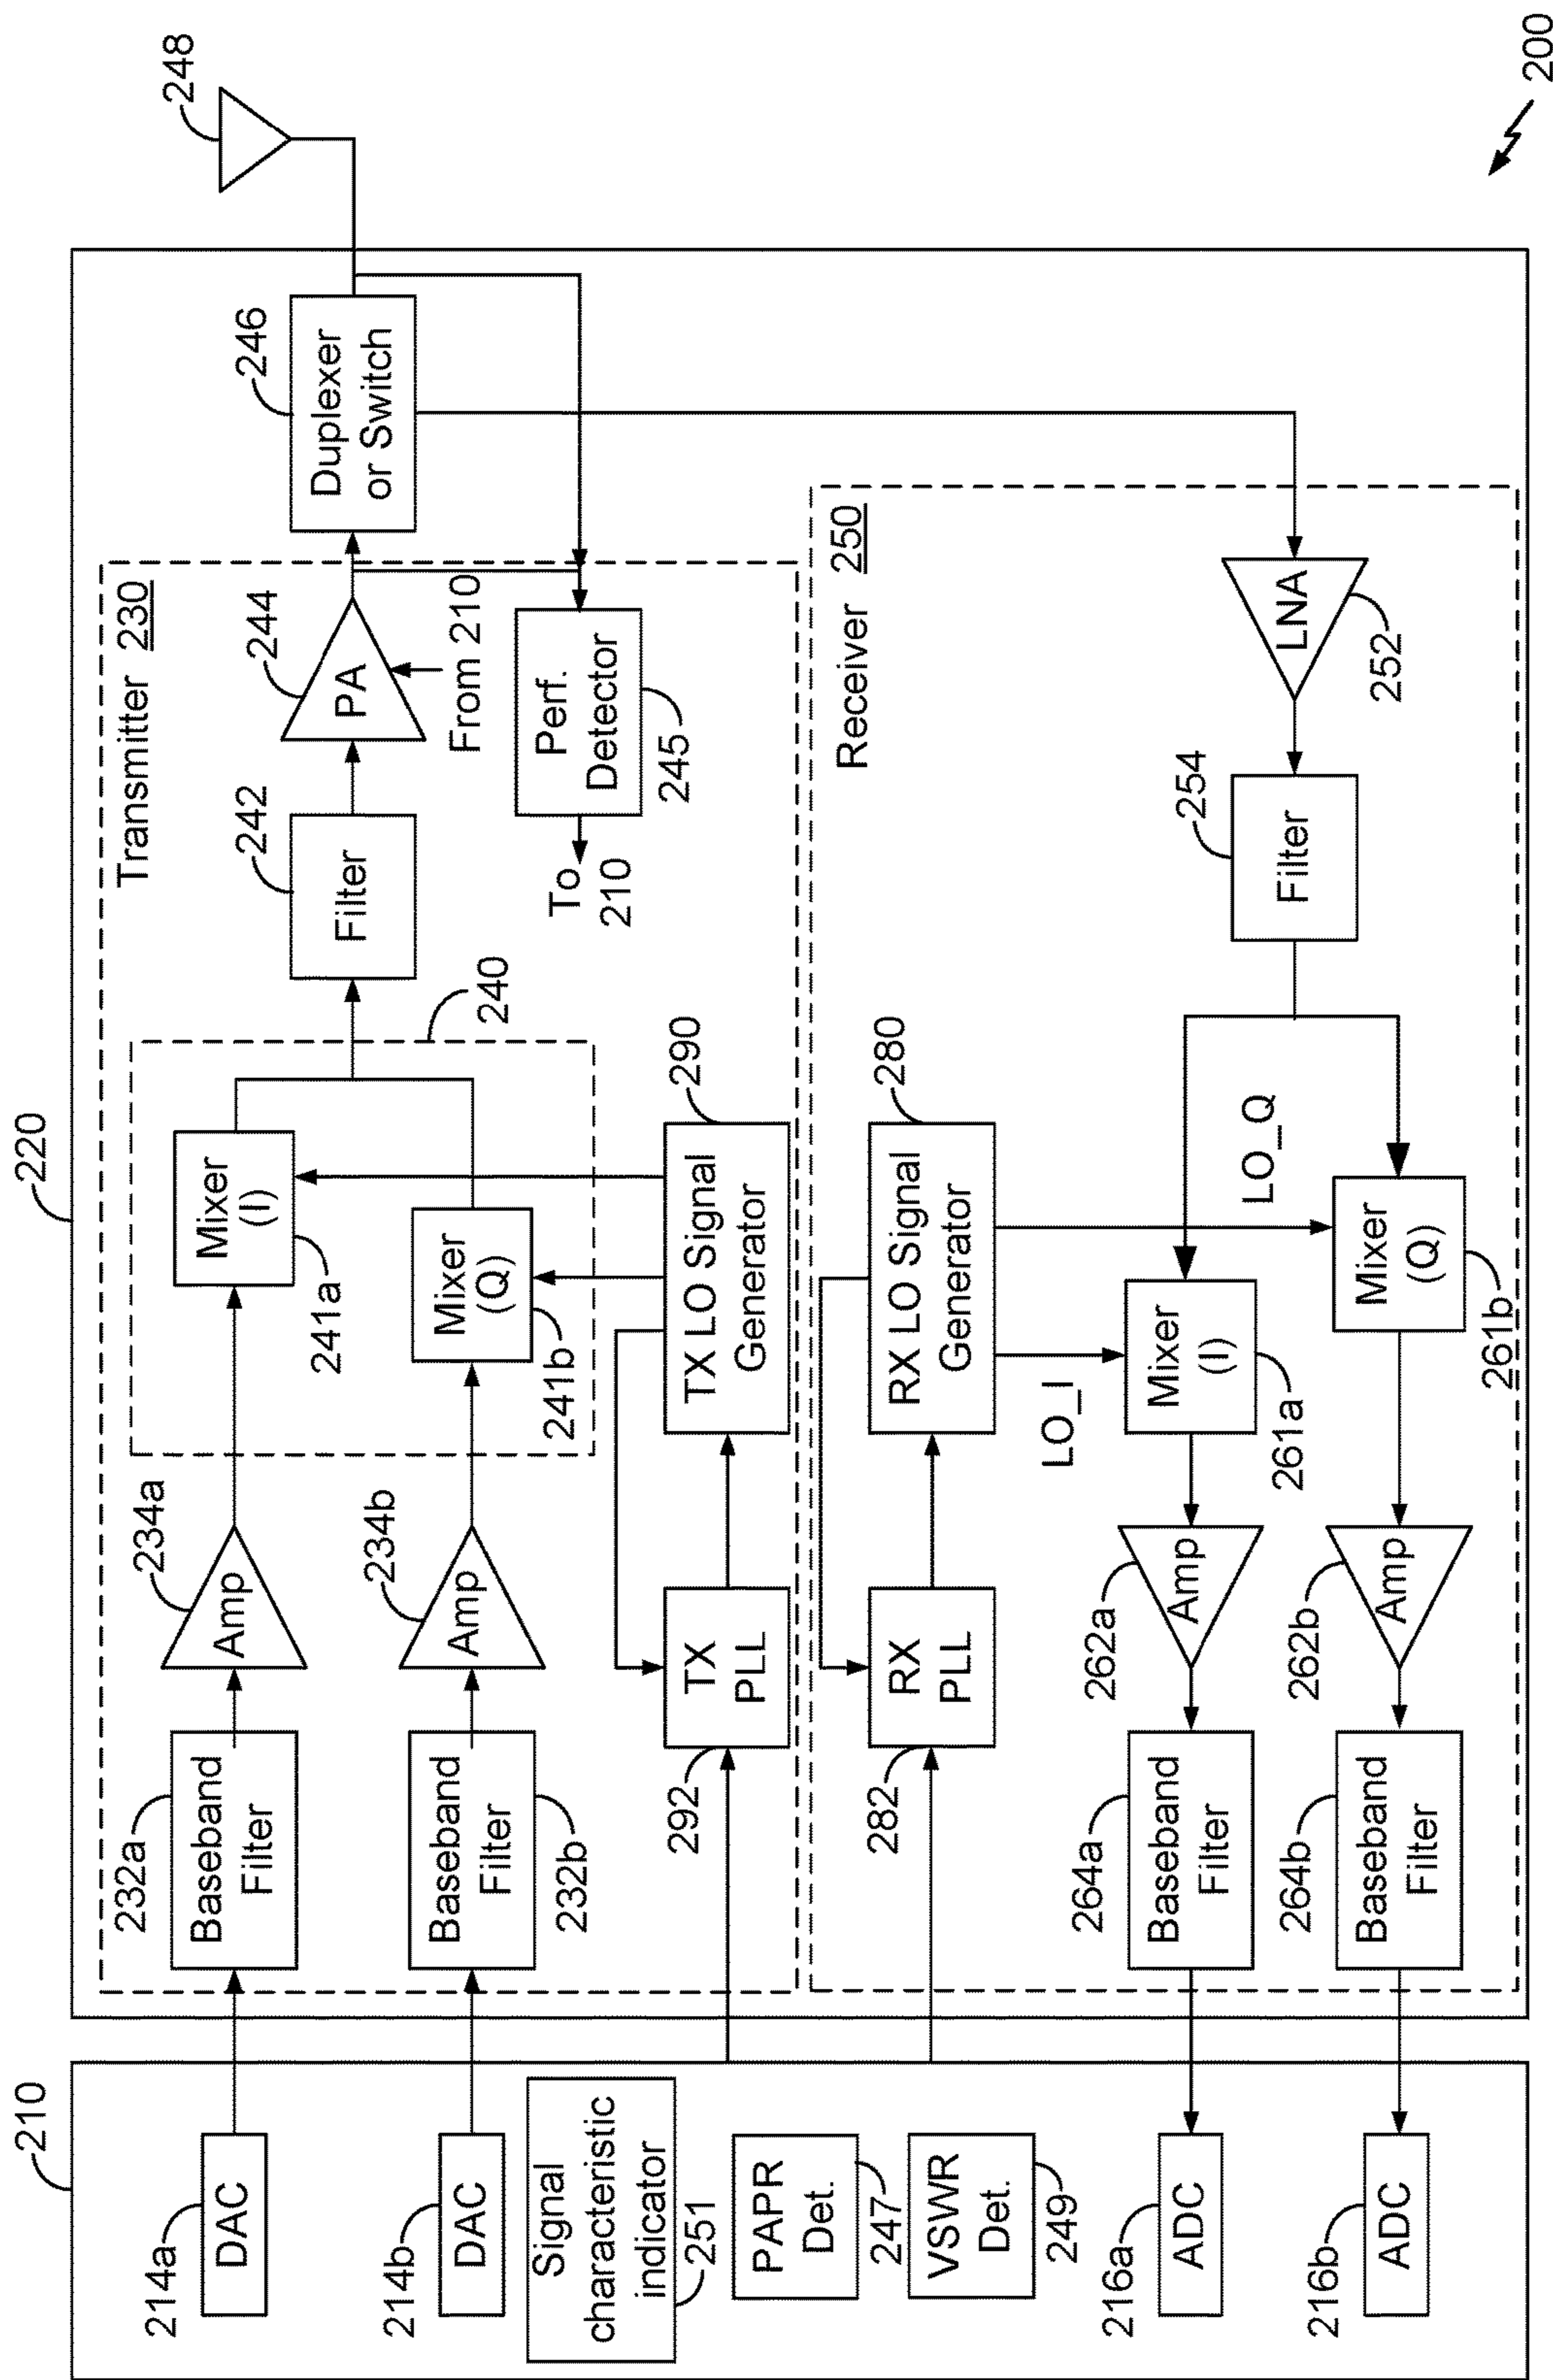 200
220
210
248
Transmitter 230
246
Duplexer
or Switch
244
PA
From 210
242
Filter
Perf.
Detector
245
To
210
240
Mixer
(I)
241a
Mixer
(Q)
241b
234a
Amp
234b
Amp
232a
Baseband
Filter
Baseband
Filter
232b
290
TX LO Signal
Generator
TX
PLL
292
214a
DAC
214b
DAC
Signal
characteristic
indicator
251
PAPR
Det.
247
VSWR
Det.
249
216a
ADC
216b
ADC
Receiver 250
LNA
252
254
Filter
280
RX LO Signal
Generator
LO_Q
LO_I
RX
PLL
282
Mixer
(I)
261a
Mixer
(Q)
261b
262a
Amp
262b
Amp
264a
Baseband
Filter
264b
Baseband
Filter